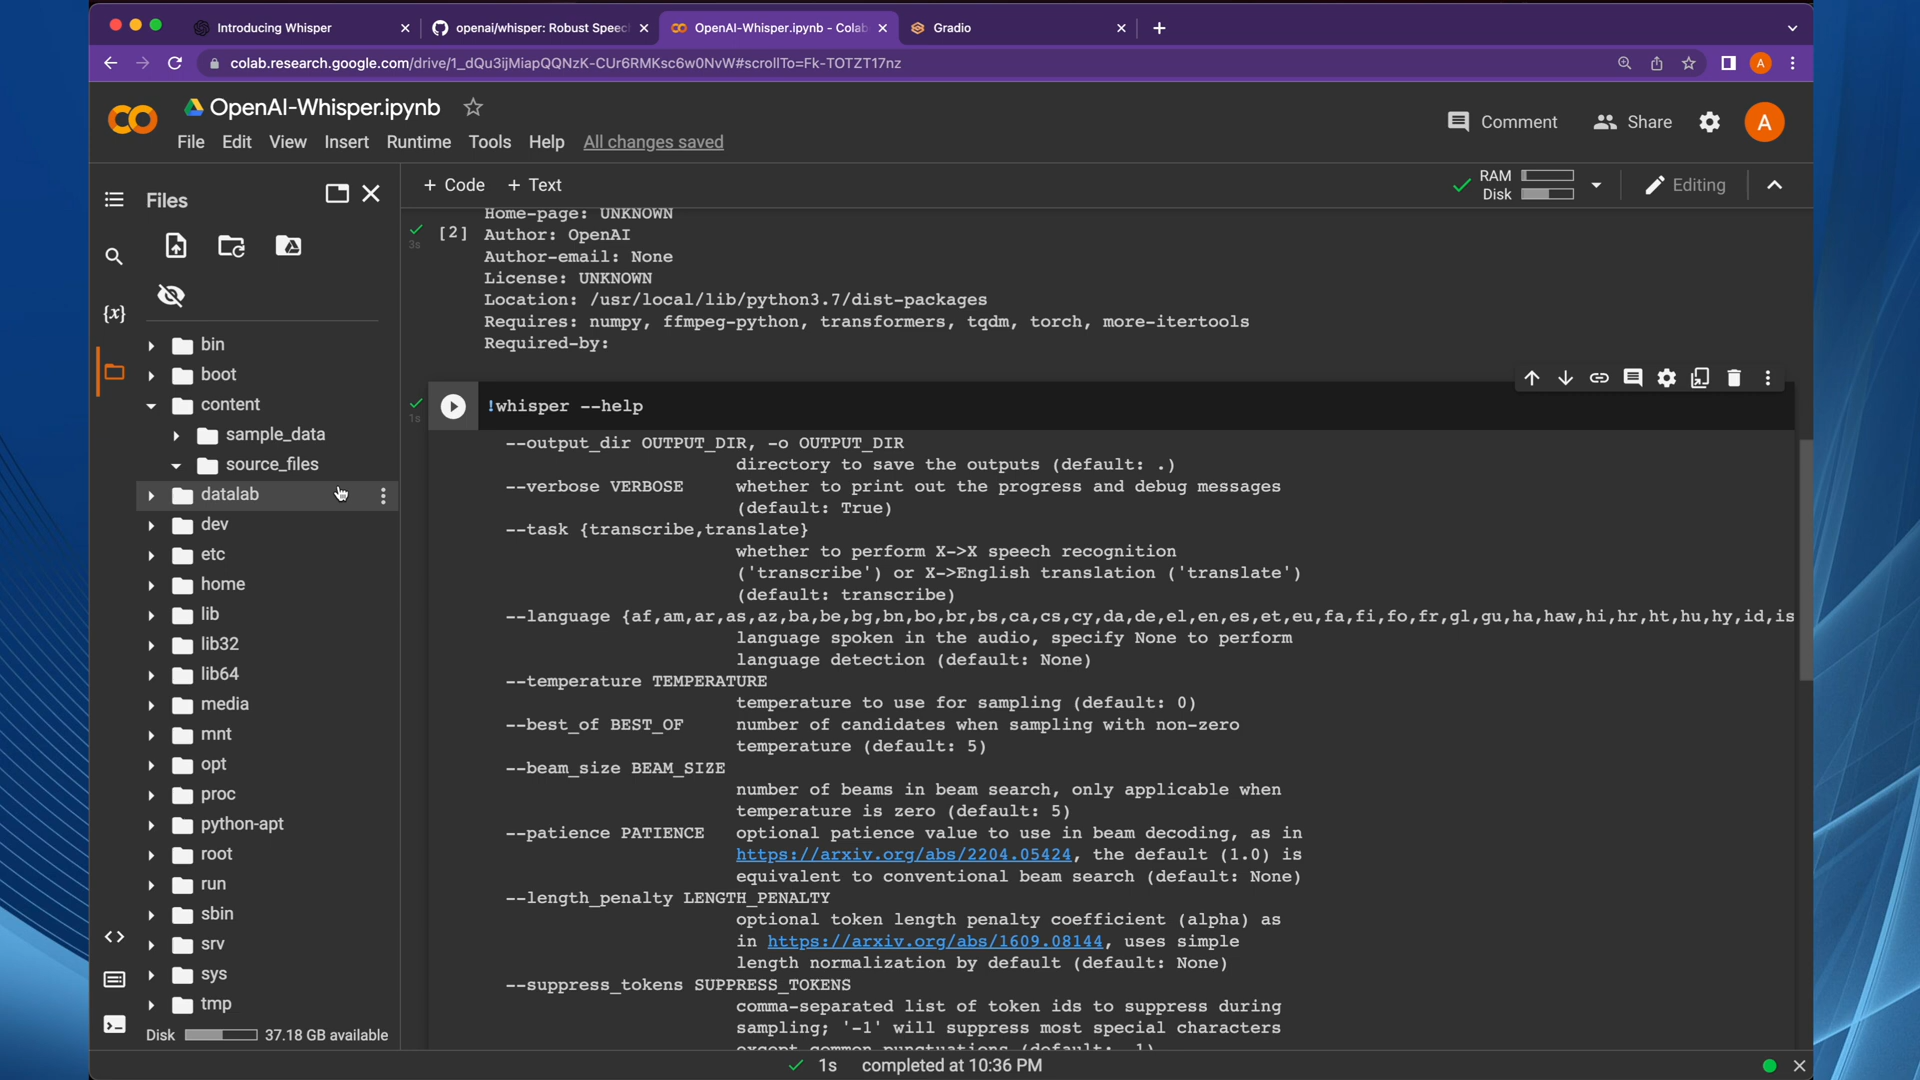 Introducing Whisper
openai/whisper: Robust Speec
OpenAI-Whisper.ipynb - Colab
Gradio
colab.research.google.com/drive/1_dQu3ijMiapQQNzK-CUr6RMKsc6w0NvW#scrollTo=Fk-TOTZT17nz
A
OpenAI-Whisper.ipynb
Comment
Share
A
File Edit View Insert Runtime Tools Help All changes saved
Files
+ Code + Text
RAM
Disk
Editing
{x}
bin
boot
content
sample_data
source_files
datalab
dev
etc
home
lib
lib32
lib64
media
mnt
opt
proc
python-apt
root
run
sbin
srv
sys
tmp
Disk 37.18 GB available
Home-page: UNKNOWN
3s
[2] Author: OpenAI
Author-email: None
License: UNKNOWN
Location: /usr/local/lib/python3.7/dist-packages
Requires: numpy, ffmpeg-python, transformers, tqdm, torch, more-itertools
Required-by:
1s
!whisper --help
--output_dir OUTPUT_DIR, -o OUTPUT_DIR
directory to save the outputs (default: .)
--verbose VERBOSE whether to print out the progress and debug messages
(default: True)
--task {transcribe,translate}
whether to perform X->X speech recognition
('transcribe') or X->English translation ('translate')
(default: transcribe)
--language {af,am,ar,as,az,ba,be,bg,bn,bo,br,bs,ca,cs,cy,da,de,el,en,es,et,eu,fa,fi,fo,fr,gl,gu,ha,haw,hi,hr,ht,hu,hy,id,is
language spoken in the audio, specify None to perform
language detection (default: None)
--temperature TEMPERATURE
temperature to use for sampling (default: 0)
--best_of BEST_OF number of candidates when sampling with non-zero
temperature (default: 5)
--beam_size BEAM_SIZE
number of beams in beam search, only applicable when
temperature is zero (default: 5)
--patience PATIENCE optional patience value to use in beam decoding, as in
https://arxiv.org/abs/2204.05424, the default (1.0) is
equivalent to conventional beam search (default: None)
--length_penalty LENGTH_PENALTY
optional token length penalty coefficient (alpha) as
in https://arxiv.org/abs/1609.08144, uses simple
length normalization by default (default: None)
--suppress_tokens SUPPRESS_TOKENS
comma-separated list of token ids to suppress during
sampling; '-1' will suppress most special characters
except common punctuations (default: -1)
1s completed at 10:36 PM